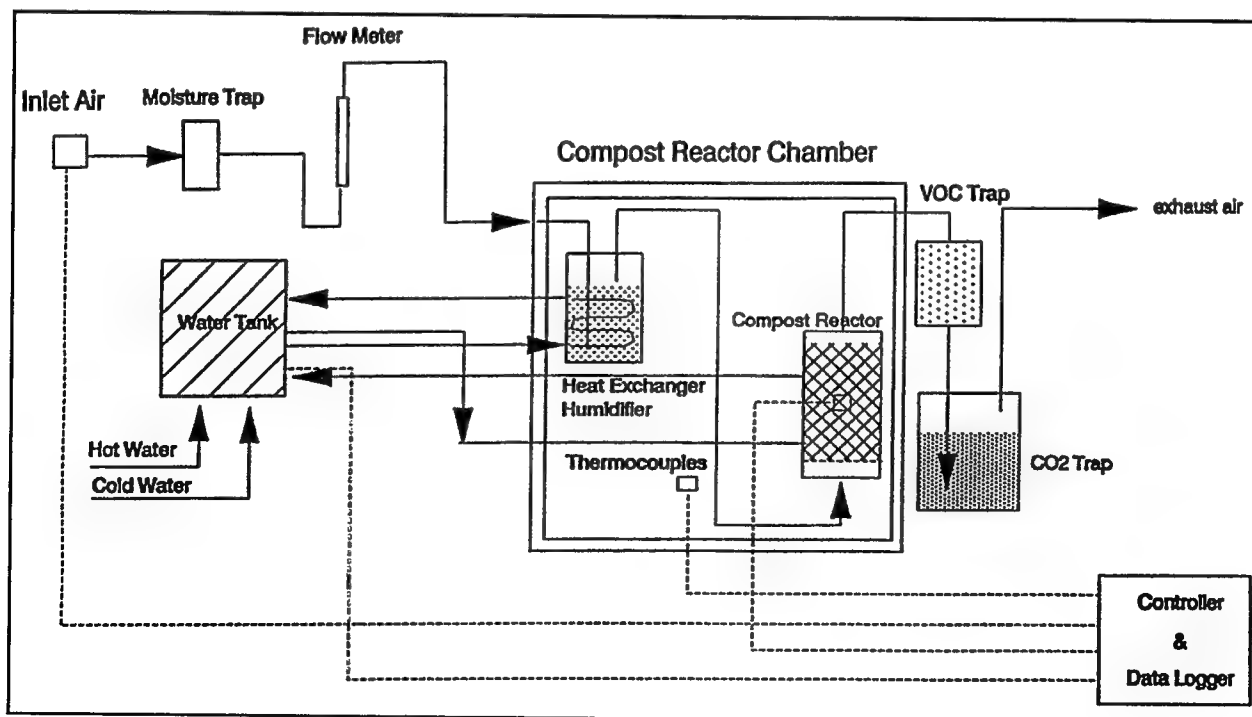 Flow Meter
Inlet Air
Moisture Trap
Compost Reactor Chamber
VOC Trap
exhaust air
Water Tank
Compost Reactor
Heat Exchanger
Humidifier
Hot Water
Cold Water
Thermocouples
CO2 Trap
Controller
&
Data Logger